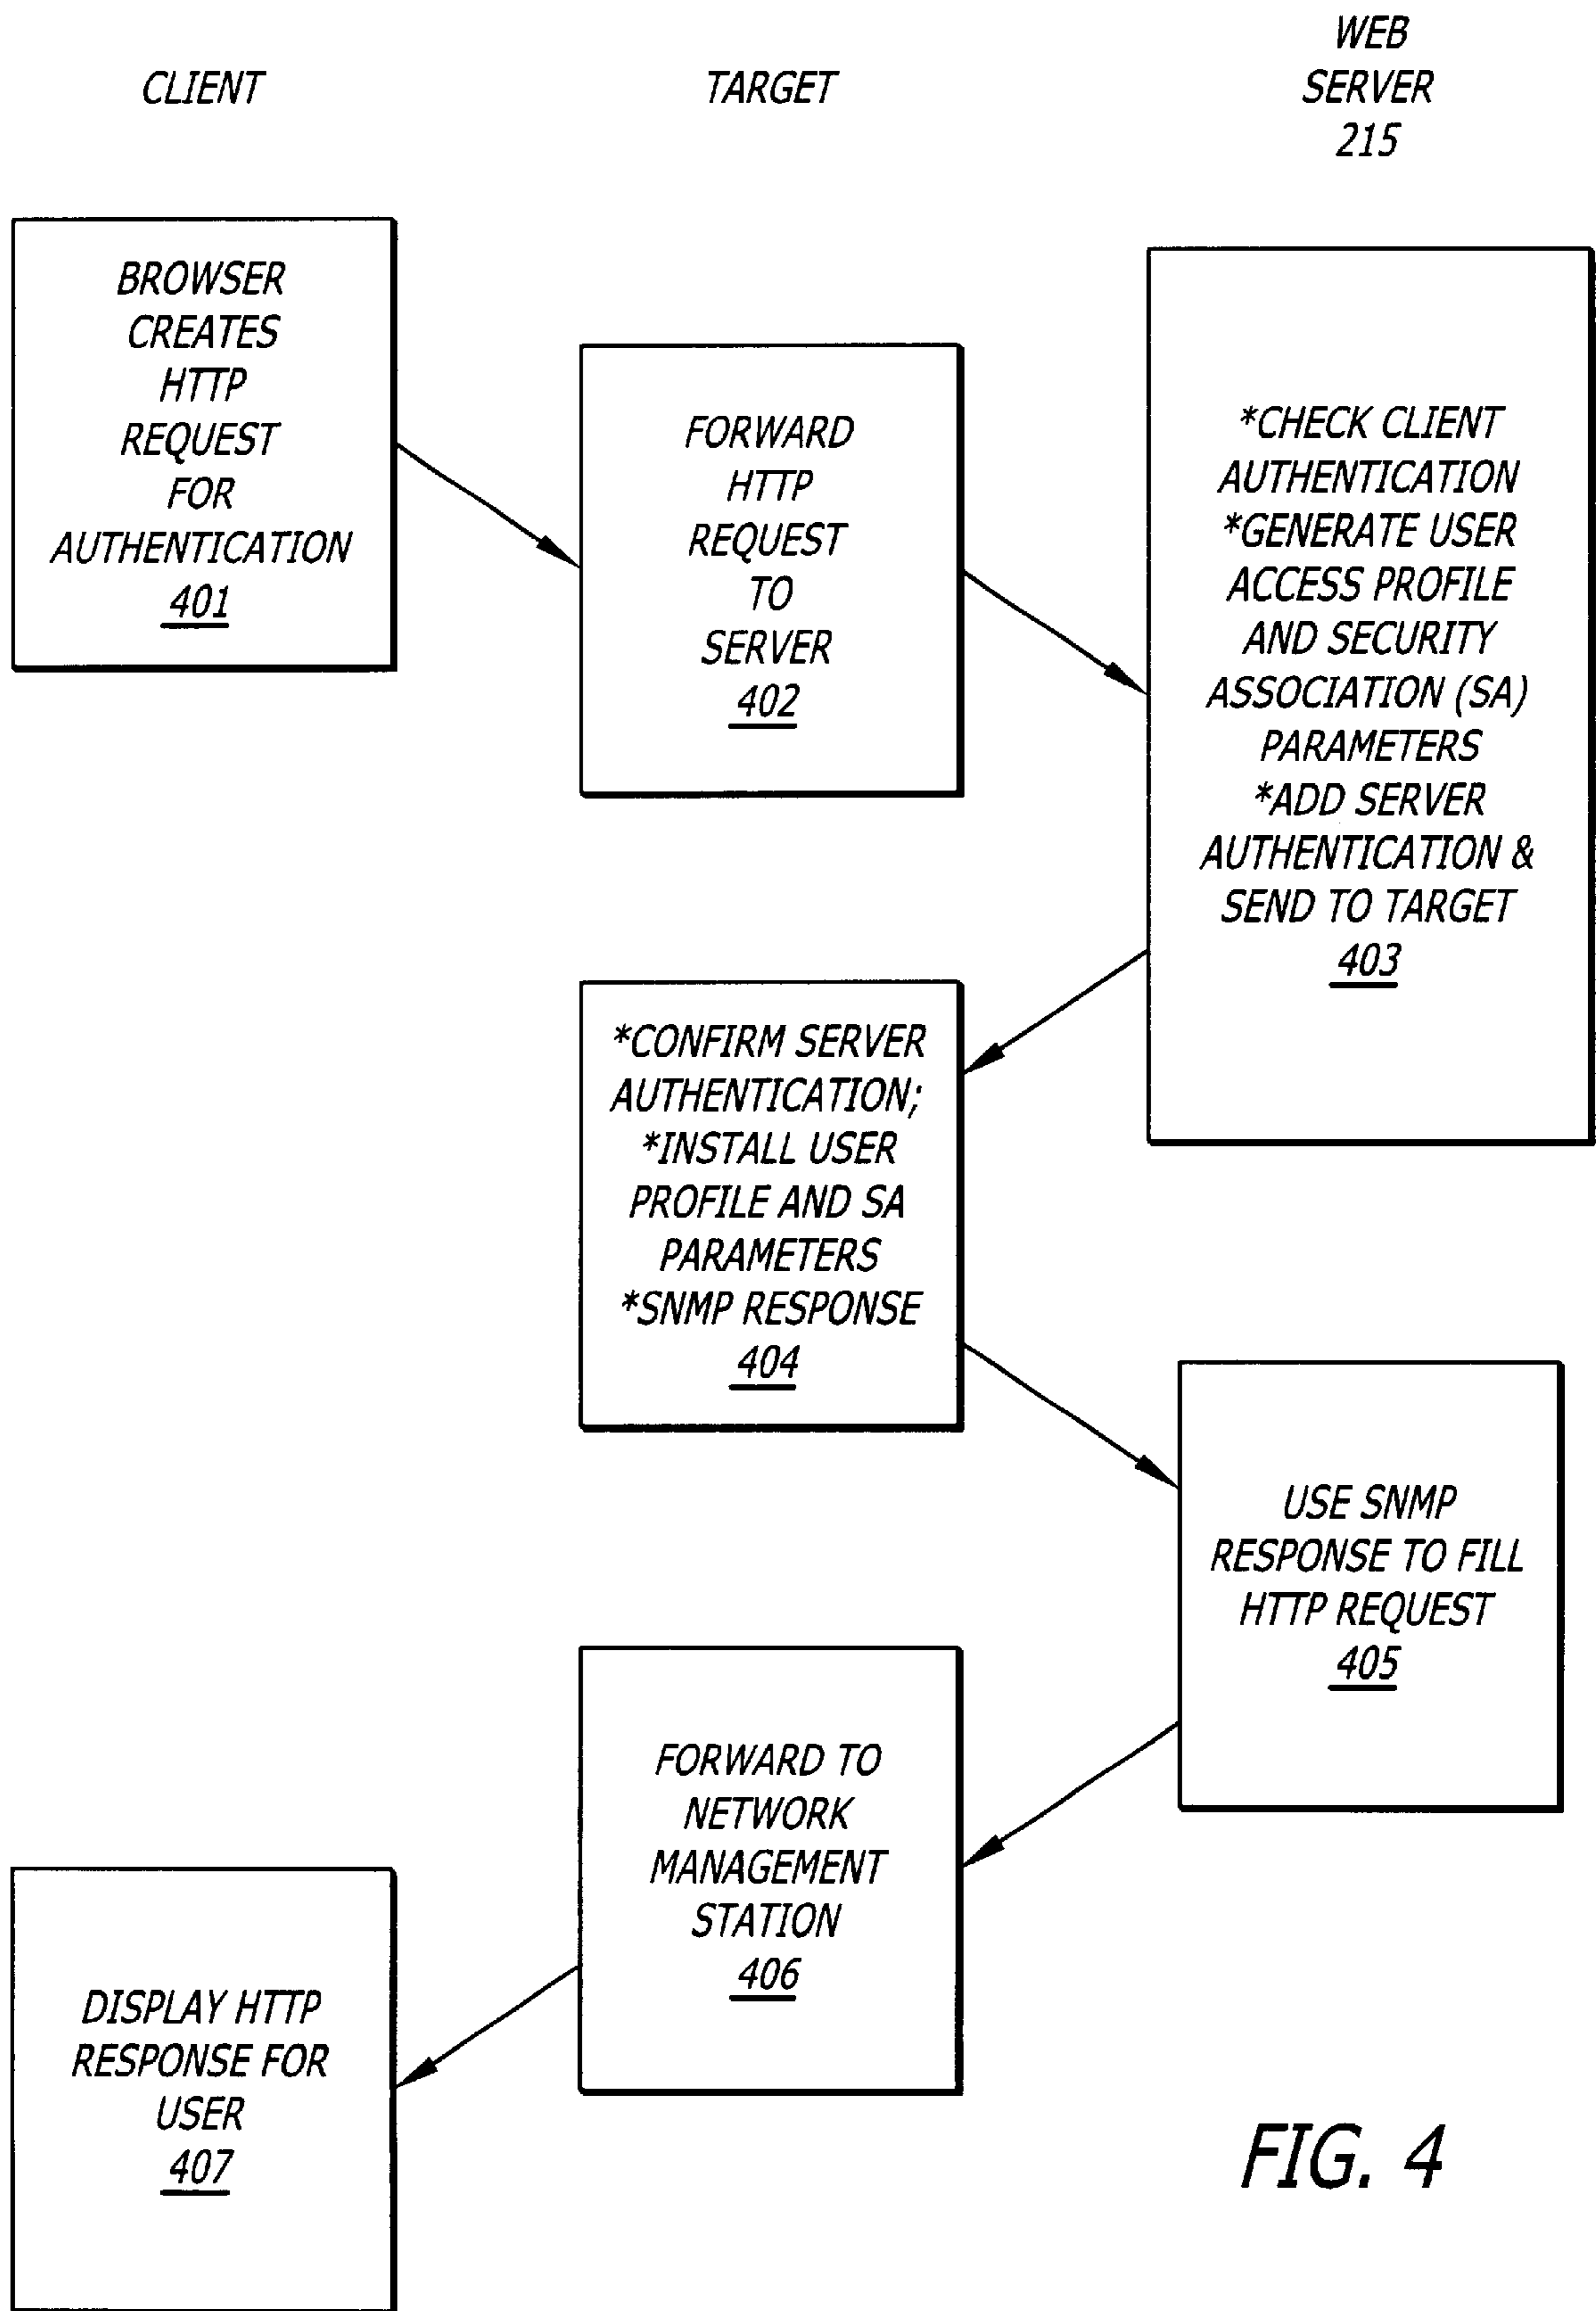 CLIENT
TARGET
WEB
SERVER
215
BROWSER
CREATES
HTTP
REQUEST
FOR
AUTHENTICATION
401
FORWARD
HTTP
REQUEST
TO
SERVER
402
*CHECK CLIENT
AUTHENTICATION
*GENERATE USER
ACCESS PROFILE
AND SECURITY
ASSOCIATION (SA)
PARAMETERS
*ADD SERVER
AUTHENTICATION &
SEND TO TARGET
403
*CONFIRM SERVER
AUTHENTICATION;
*INSTALL USER
PROFILE AND SA
PARAMETERS
*SNMP RESPONSE
404
USE SNMP
RESPONSE TO FILL
HTTP REQUEST
405
FORWARD TO
NETWORK
MANAGEMENT
STATION
406
DISPLAY HTTP
RESPONSE FOR
USER
407
FIG. 4